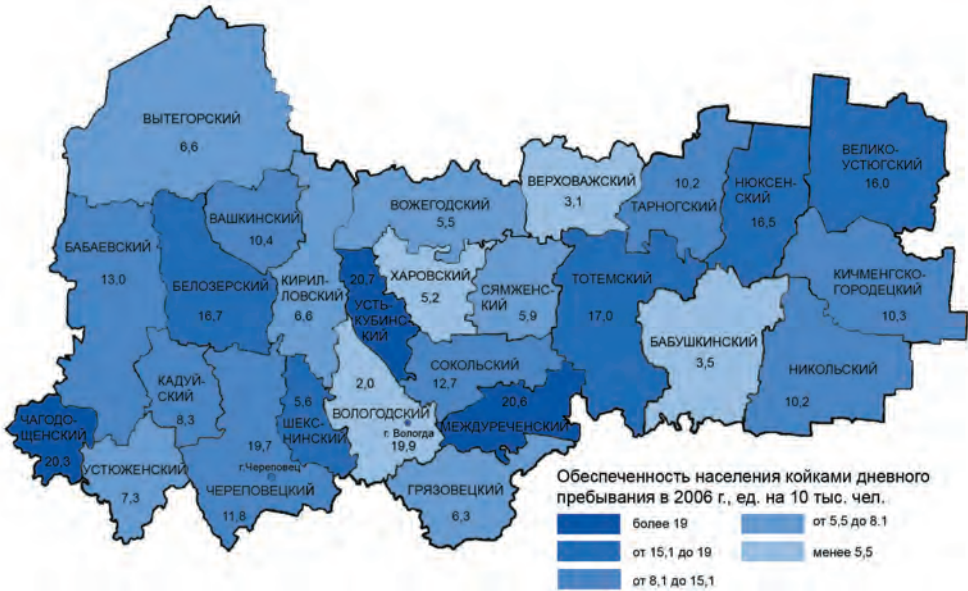 ВЫТЕГОРСКИЙ
6,6
ВЕРХОВАЖСКИЙ
3,1
10,2
ТАРНОГСКИЙ
НЮКСЕН-
СКИЙ
16,5
ВЕЛИКО-
УСТЮГСКИЙ
16,0
БАБАЕВСКИЙ
13,0
БЕЛОЗЕРСКИЙ
16,7
ВАШКИНСКИЙ
10,4
КИРИЛ-
ЛОВСКИЙ
6,6
ВОЖЕГОДСКИЙ
5,5
20,7
УСТЬ-
КУБИН-
СКИЙ
ХАРОВСКИЙ
5,2
СЯМЖЕН-
СКИЙ
5,9
ТОТЕМСКИЙ
17,0
БАБУШКИНСКИЙ
3,5
КИЧМЕНГСКО-
ГОРОДЕЦКИЙ
10,3
НИКОЛЬСКИЙ
10,2
СОКОЛЬСКИЙ
12,7
20,6
МЕЖДУРЕЧЕНСКИЙ
2,0
ВОЛОГОДСКИЙ
г. Вологда
19,9
5,6
ШЕКС-
НИНСКИЙ
КАДУЙ-
СКИЙ
8,3
ЧАГОДО-
ЩЕНСКИЙ
20,3
УСТЮЖЕНСКИЙ
7,3
19,7
г.Череповец
ЧЕРЕПОВЕЦКИЙ
11,8
ГРЯЗОВЕЦКИЙ
6,3
Обеспеченность населения койками дневного
пребывания в 2006 г., ед. на 10 тыс. чел.
более 19
от 15,1 до 19
от 8,1 до 15,1
от 5,5 до 8.1
менее 5,5